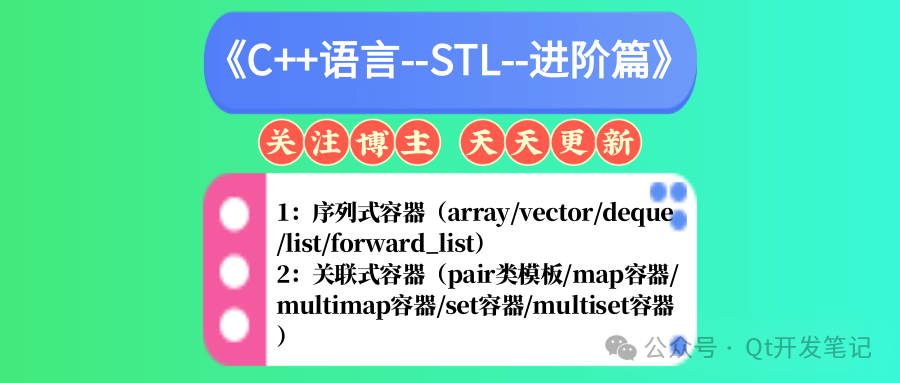 《C++语言--STL--进阶篇》
关注博主 天天更新
1：序列式容器（array/vector/deque
/list/forward_list）
2：关联式容器（pair类模板/map容器/
multimap容器/set容器/multiset容器
）
公众号 · Qt开发笔记